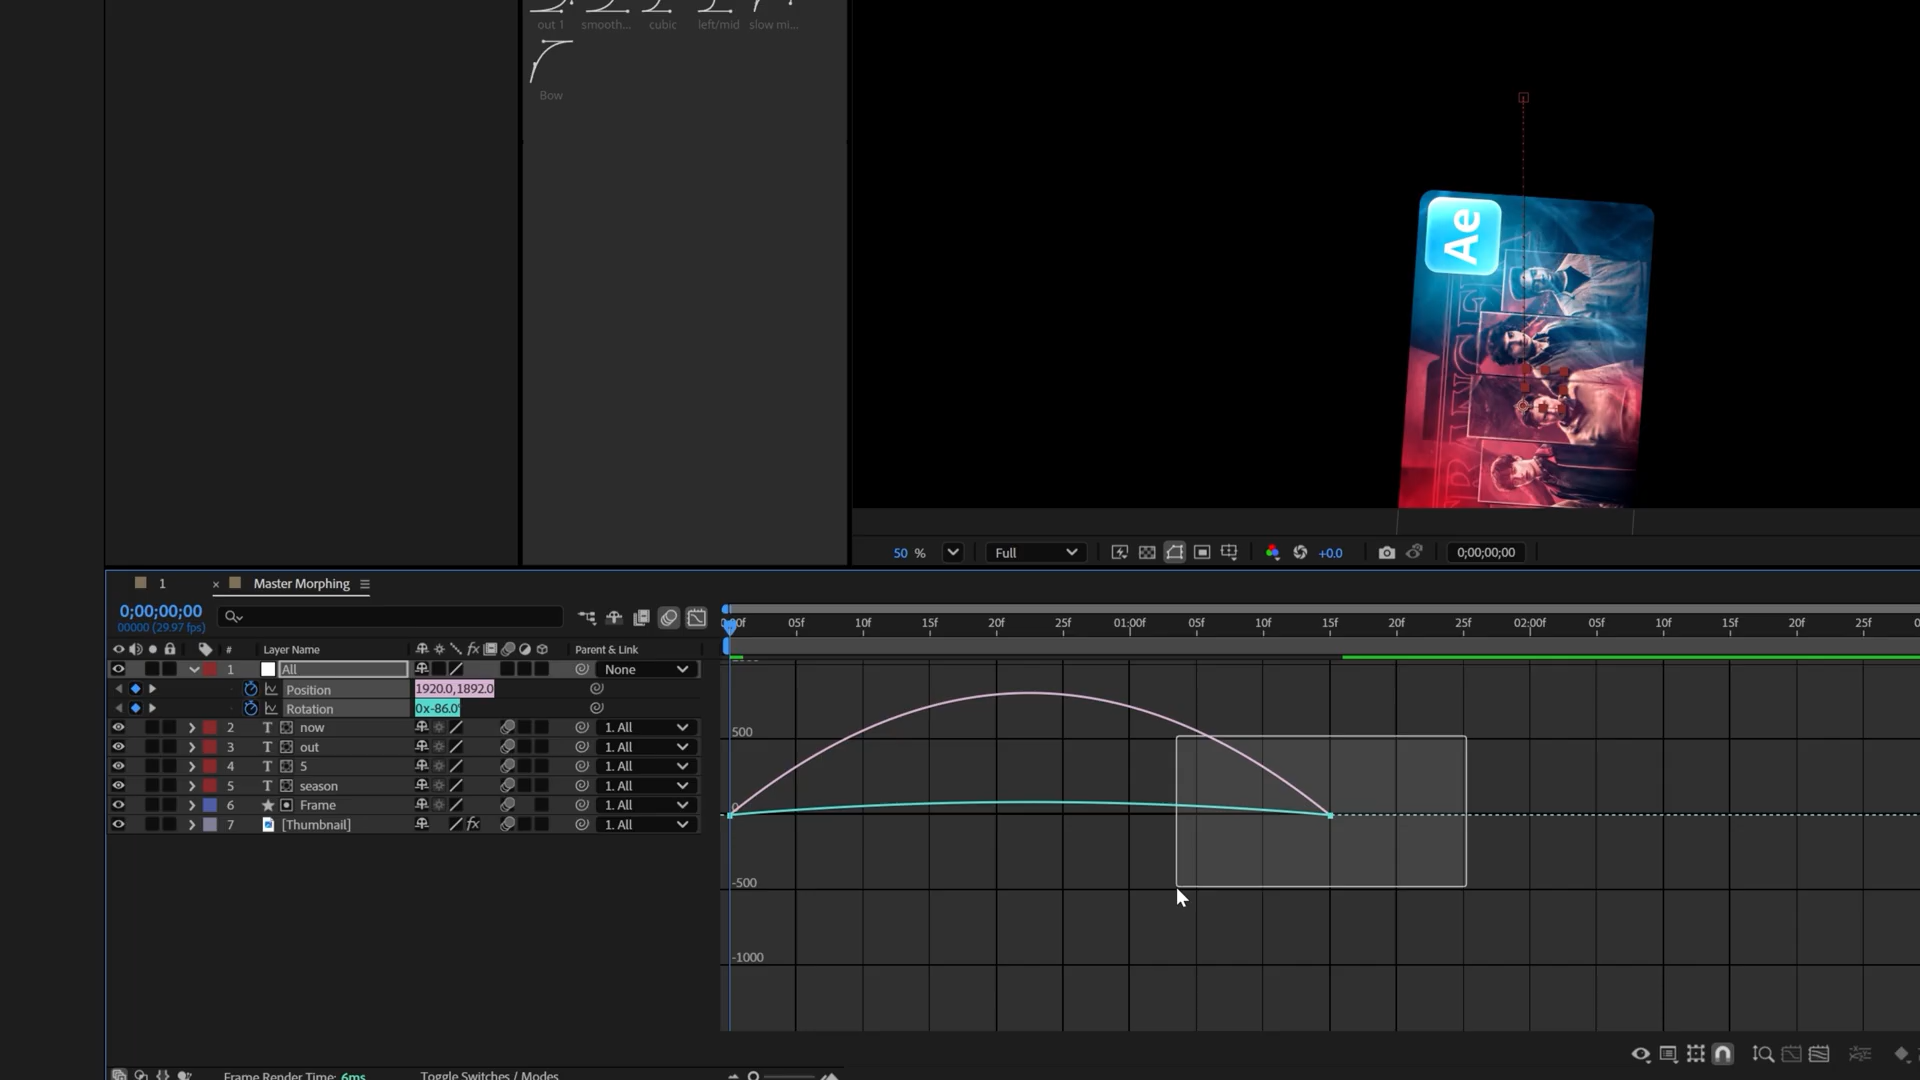 out 1 smooth... cubic left/mid slow mi...
Bow
Ae
50 % Full +0.0 0;00;00;00
1 × Master Morphing
0;00;00;00
00000 (29.97 fps)
05f 10f 15f 20f 25f 01:00f 05f 10f 15f 20f 25f 02:00f 05f 10f 15f 20f 25f
# Layer Name fx Parent & Link
1 All None
Position 1920.0,1892.0
Rotation 0x-86.0°
2 T now 1. All
3 T out 1. All
4 T 5 1. All
5 T season 1. All
6 Frame 1. All
7 [Thumbnail] fx 1. All
500
0
-500
-1000
Frame Render Time: 6ms Toggle Switches / Modes